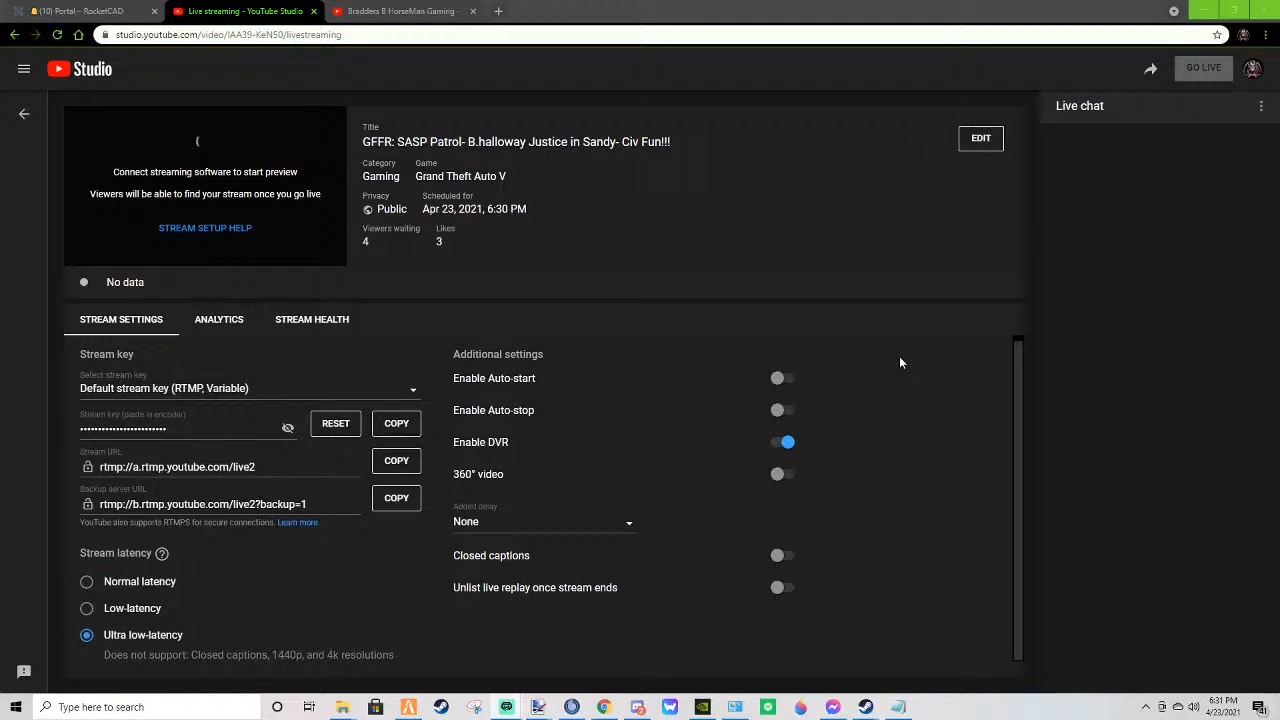 (10) Portal – RocketCAD
Live streaming - YouTube Studio
Bradders B HorseMan Gaming -
studio.youtube.com/video/IAA39-KeN50/livestreaming
Studio
GO LIVE
Connect streaming software to start preview
Viewers will be able to find your stream once you go live
STREAM SETUP HELP
No data
Title
GFFR: SASP Patrol- B.halloway Justice in Sandy- Civ Fun!!!
EDIT
Category
Game
Gaming
Grand Theft Auto V
Privacy
Scheduled for
Public
Apr 23, 2021, 6:30 PM
Viewers waiting
Likes
4
3
Live chat
STREAM SETTINGS
ANALYTICS
STREAM HEALTH
Stream key
Select stream key
Default stream key (RTMP, Variable)
Stream key (paste in encoder)
••••••••••••••••••••••••
RESET
COPY
Stream URL
rtmp://a.rtmp.youtube.com/live2
COPY
Backup server URL
rtmp://b.rtmp.youtube.com/live2?backup=1
COPY
YouTube also supports RTMPS for secure connections. Learn more
Stream latency
Normal latency
Low-latency
Ultra low-latency
Does not support: Closed captions, 1440p, and 4k resolutions
Additional settings
Enable Auto-start
Enable Auto-stop
Enable DVR
360° video
Added delay
None
Closed captions
Unlist live replay once stream ends
Type here to search
6:31 PM
4/23/2021